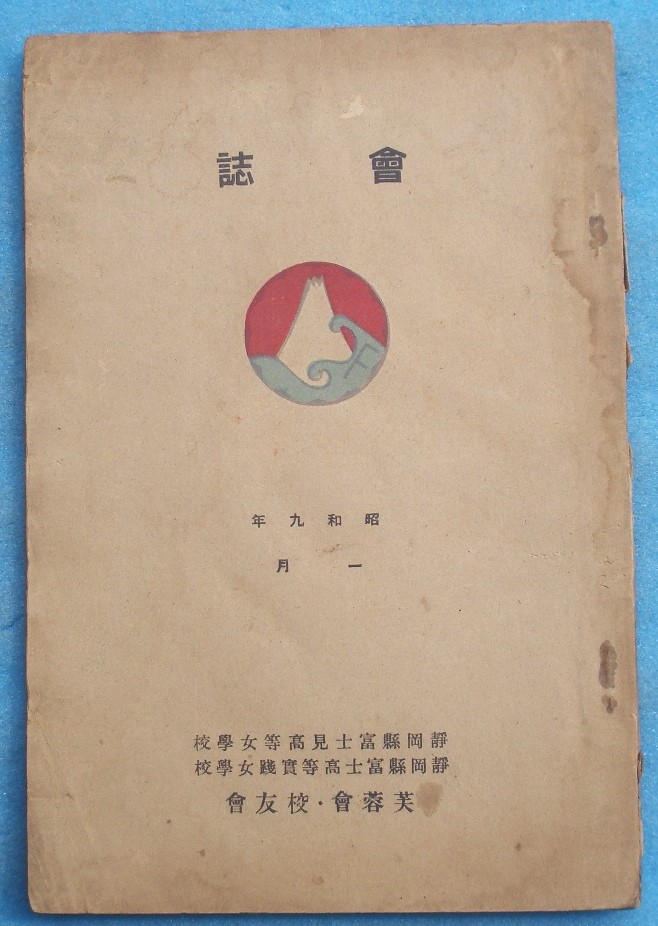 會誌
F
昭和九年
一月
靜岡縣富士見高等女學校
靜岡縣富士高等實踐女學校
芙蓉會・校友會